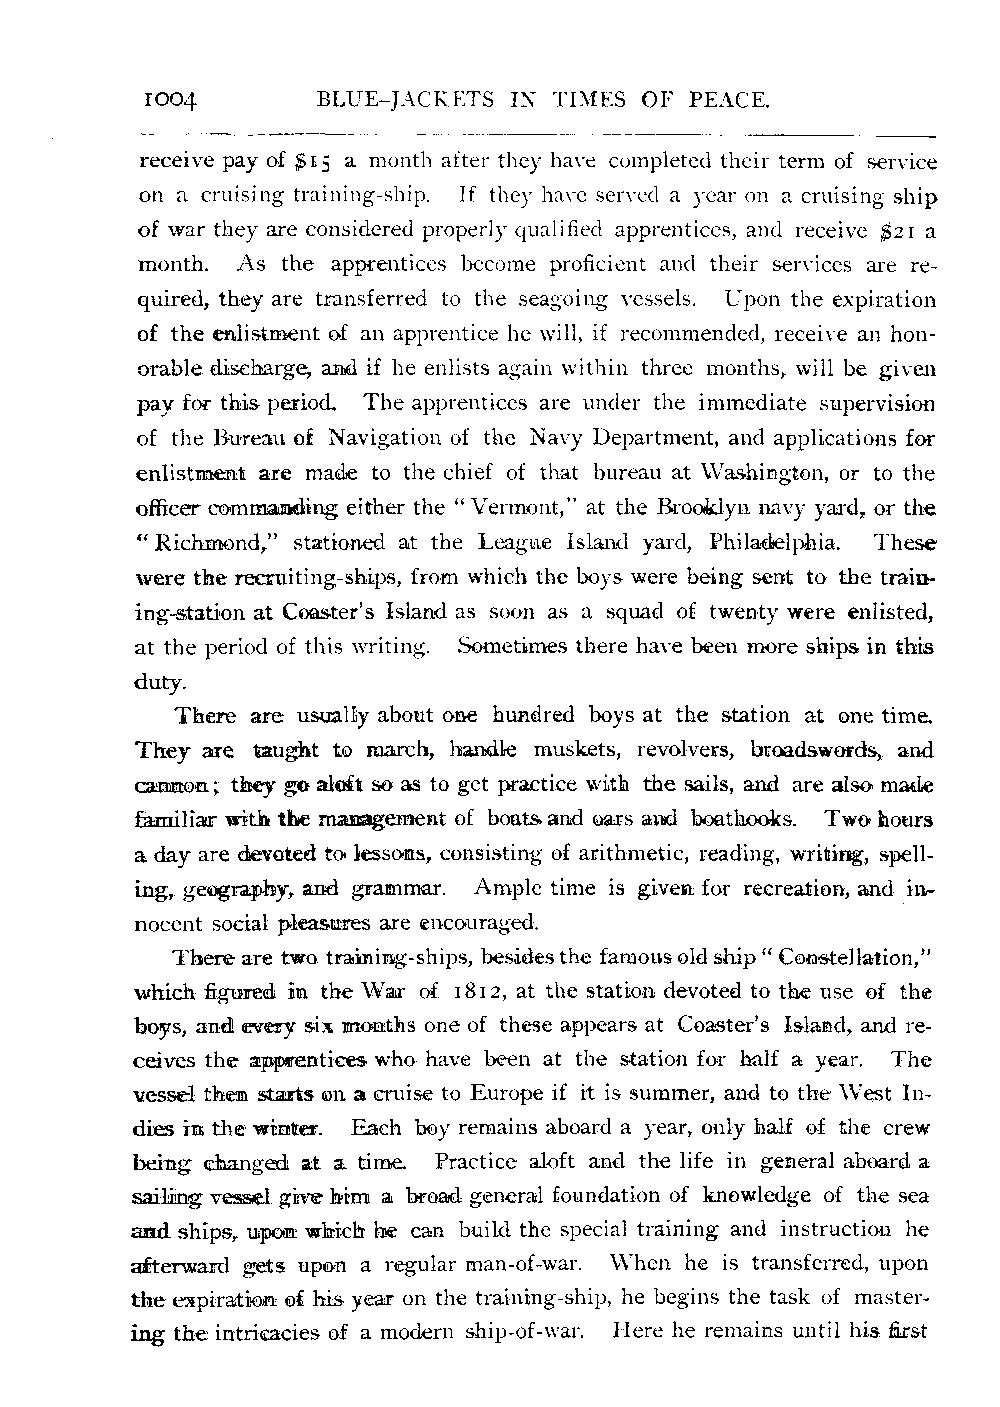 1004 BLUE-JACKETS IN TIMES OF PEACE.
receive pay of $15 a month after they have completed their term of service
on a cruising training-ship. If they have served a year on a cruising ship
of war they are considered properly qualified apprentices, and receive $21 a
month. As the apprentices become proficient and their services are re-
quired, they are transferred to the seagoing vessels. Upon the expiration
of the enlistment of an apprentice he will, if recommended, receive an hon-
orable discharge, and if he enlists again within three months, will be given
pay for this period. The apprentices are under the immediate supervision
of the Bureau of Navigation of the Navy Department, and applications for
enlistment are made to the chief of that bureau at Washington, or to the
officer commanding either the “Vermont,” at the Brooklyn navy yard, or the
“Richmond,” stationed at the League Island yard, Philadelphia. These
were the recruiting-ships, from which the boys were being sent to the train-
ing-station at Coaster's Island as soon as a squad of twenty were enlisted,
at the period of this writing. Sometimes there have been more ships in this
duty.
There are usually about one hundred boys at the station at one time.
They are taught to march, handle muskets, revolvers, broadswords, and
cannon; they go aloft so as to get practice with the sails, and are also made
familiar with the management of boats and oars and boathooks. Two hours
a day are devoted to lessons, consisting of arithmetic, reading, writing, spell-
ing, geography, and grammar. Ample time is given for recreation, and in-
nocent social pleasures are encouraged.
There are two training-ships, besides the famous old ship “Constellation,”
which figured in the War of 1812, at the station devoted to the use of the
boys, and every six months one of these appears at Coaster's Island, and re-
ceives the apprentices who have been at the station for half a year. The
vessel them starts on a cruise to Europe if it is summer, and to the West In-
dies in the winter. Each boy remains aboard a year, only half of the crew
being changed at a time. Practice aloft and the life in general aboard a
sailing vessel give him a broad general foundation of knowledge of the sea
and ships, upon which he can build the special training and instruction he
afterward gets upon a regular man-of-war. When he is transferred, upon
the expiration of his year on the training-ship, he begins the task of master-
ing the intricacies of a modern ship-of-war. Here he remains until his first